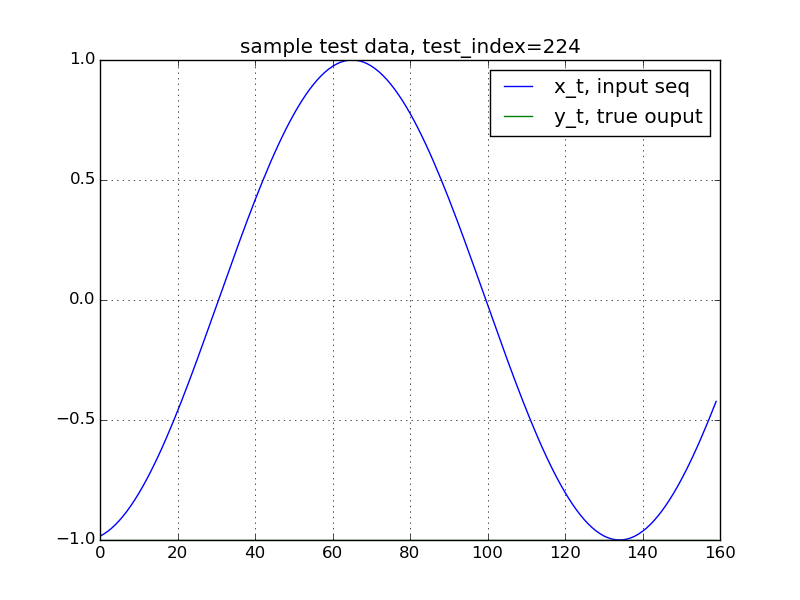 sample test data, test_index=224
x_t, input seq
y_t, true ouput
1.0
0.5
0.0
−0.5
−1.0
0 20 40 60 80 100 120 140 160